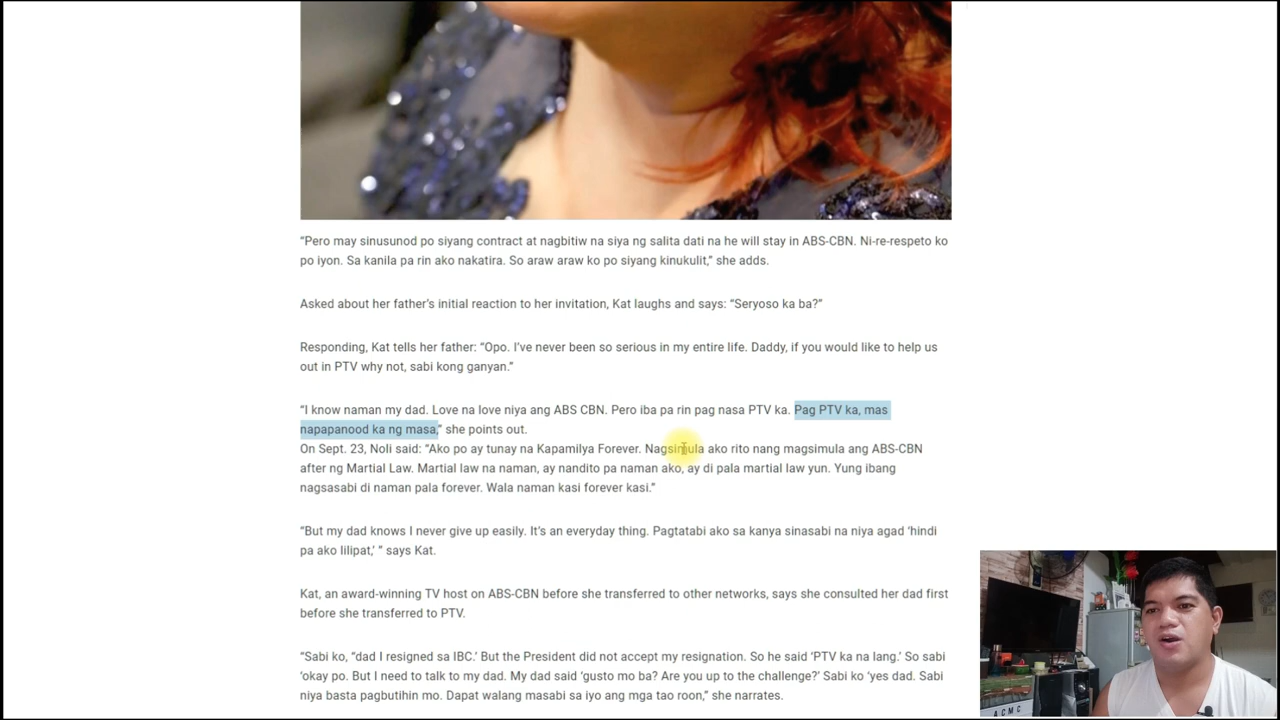 “Pero may sinusunod po siyang contract at nagbitiw na siya ng salita dati na he will stay in ABS-CBN. Ni-re-respeto ko
po iyon. Sa kanila pa rin ako nakatira. So araw araw ko po siyang kinukulit,” she adds.
Asked about her father’s initial reaction to her invitation, Kat laughs and says: “Seryoso ka ba?”
Responding, Kat tells her father: “Opo. I’ve never been so serious in my entire life. Daddy, if you would like to help us
out in PTV why not, sabi kong ganyan.”
“I know naman my dad. Love na love niya ang ABS CBN. Pero iba pa rin pag nasa PTV ka. Pag PTV ka, mas
napapanood ka ng masa,” she points out.
On Sept. 23, Noli said: “Ako po ay tunay na Kapamilya Forever. Nagsimula ako rito nang magsimula ang ABS-CBN
after ng Martial Law. Martial law na naman, ay nandito pa naman ako, ay di pala martial law yun. Yung ibang
nagsasabi di naman pala forever. Wala naman kasi forever kasi.”
“But my dad knows I never give up easily. It’s an everyday thing. Pagtatabi ako sa kanya sinasabi na niya agad ‘hindi
pa ako lilipat,’ ” says Kat.
Kat, an award-winning TV host on ABS-CBN before she transferred to other networks, says she consulted her dad first
before she transferred to PTV.
“Sabi ko, “dad I resigned sa IBC.’ But the President did not accept my resignation. So he said ‘PTV ka na lang.’ So sabi
‘okay po. But I need to talk to my dad. My dad said ‘gusto mo ba? Are you up to the challenge?’ Sabi ko ‘yes dad. Sabi
niya basta pagbutihin mo. Dapat walang masabi sa iyo ang mga tao roon,” she narrates.
ACMC